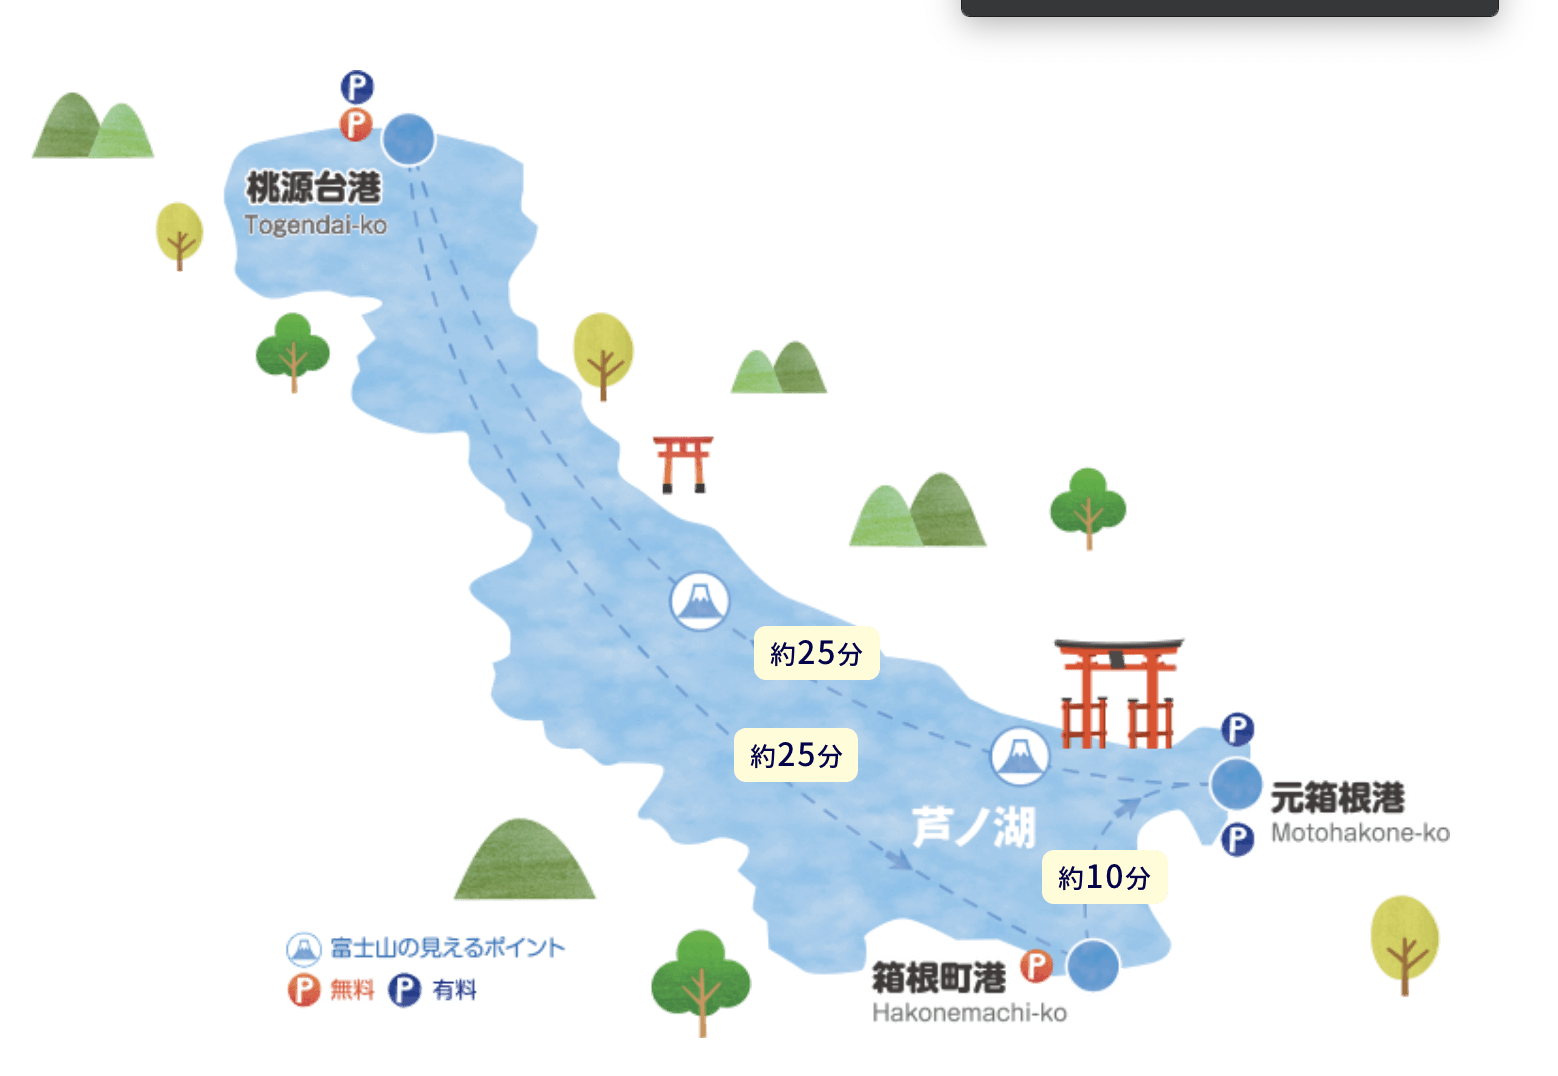 P
P
桃源台港
Togendai-ko
約25分
約25分
P
元箱根港
Motohakone-ko
芦ノ湖
P
約10分
箱根町港
P
Hakonemachi-ko
富士山の見えるポイント
P 無料 P 有料